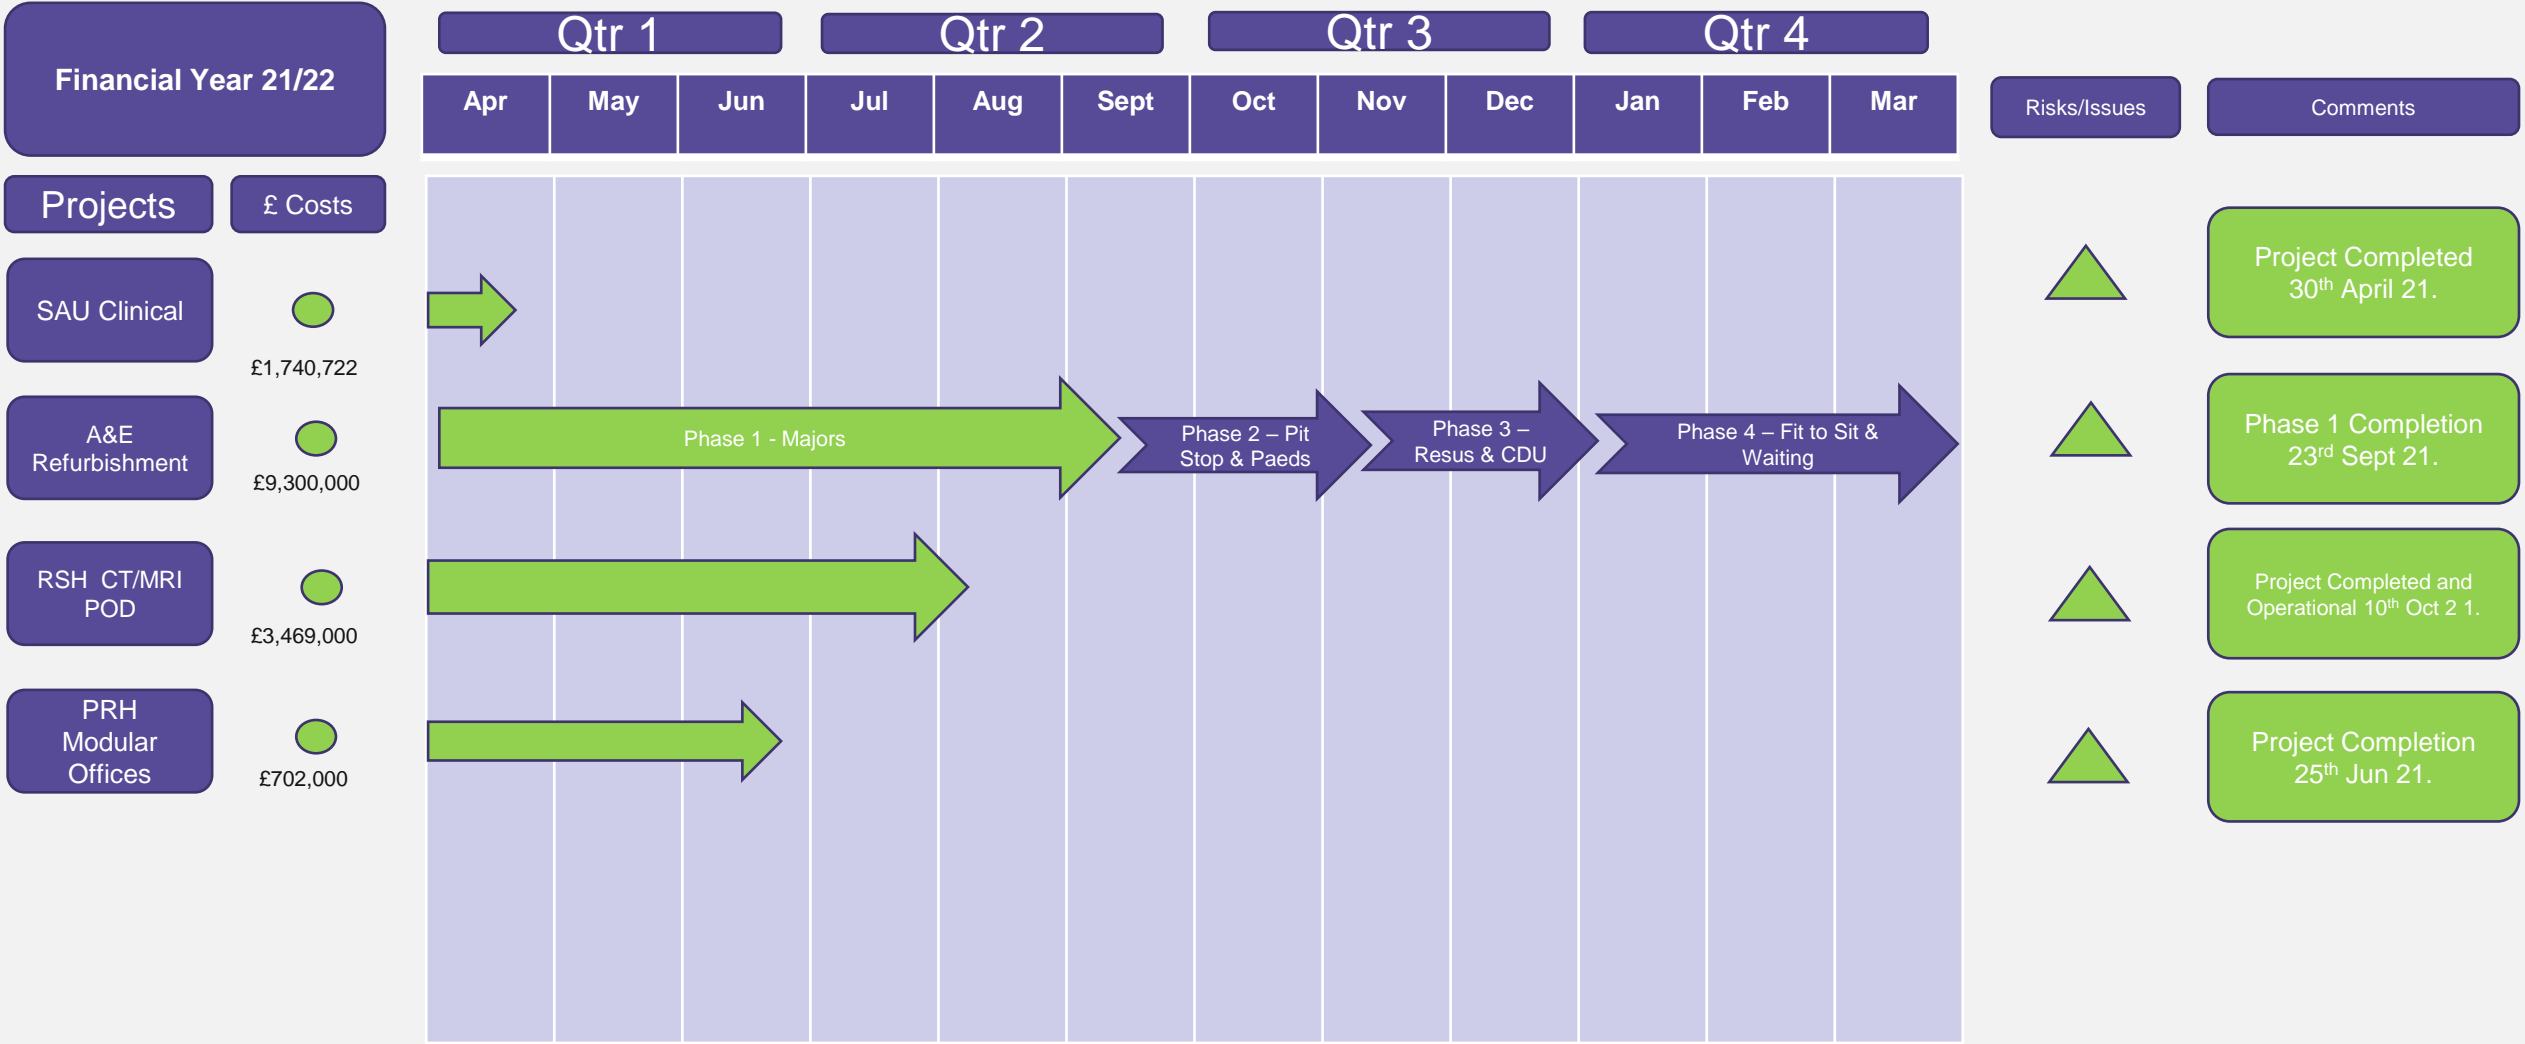 Financial Year 21/22
Qtr 1
Qtr 2
Qtr 3
Qtr 4
Apr
May
Jun
Jul
Aug
Sept
Oct
Nov
Dec
Jan
Feb
Mar
Risks/Issues
Comments
Projects
£ Costs
SAU Clinical
£1,740,722
Project Completed
30th April 21.
A&E
Refurbishment
£9,300,000
Phase 1 - Majors
Phase 2 – Pit
Stop & Paeds
Phase 3 –
Resus & CDU
Phase 4 – Fit to Sit &
Waiting
Phase 1 Completion
23rd Sept 21.
RSH CT/MRI
POD
£3,469,000
Project Completed and
Operational 10th Oct 2 1.
PRH
Modular
Offices
£702,000
Project Completion
25th Jun 21.